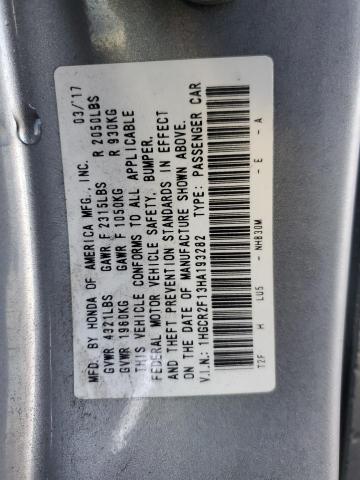 MFD. BY HONDA OF AMERICA MFG., INC. 03/'17
GVWR 4321LBS GAWR F 2315LBS R 2050LBS
GVWR 1960KG GAWR F 1050KG R 930KG
THIS VEHICLE CONFORMS TO ALL APPLICABLE
FEDERAL MOTOR VEHICLE SAFETY, BUMPER,
AND THEFT PREVENTION STANDARDS IN EFFECT
ON THE DATE OF MANUFACTURE SHOWN ABOVE.
V.I.N.: 1HGCR2F13HA193282 TYPE: PASSENGER CAR
T2F H LU5 - NH830M - E - A